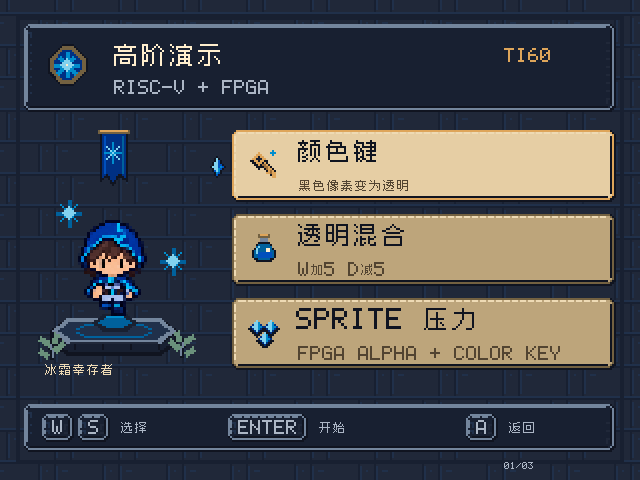 高阶演示
TI60
RISC-V + FPGA
颜色键
黑色像素变为透明
透明混合
W加5 D减5
SPRITE 压力
FPGA ALPHA + COLOR KEY
冰霜幸存者
W S 选择 ENTER 开始 A 返回
01/03